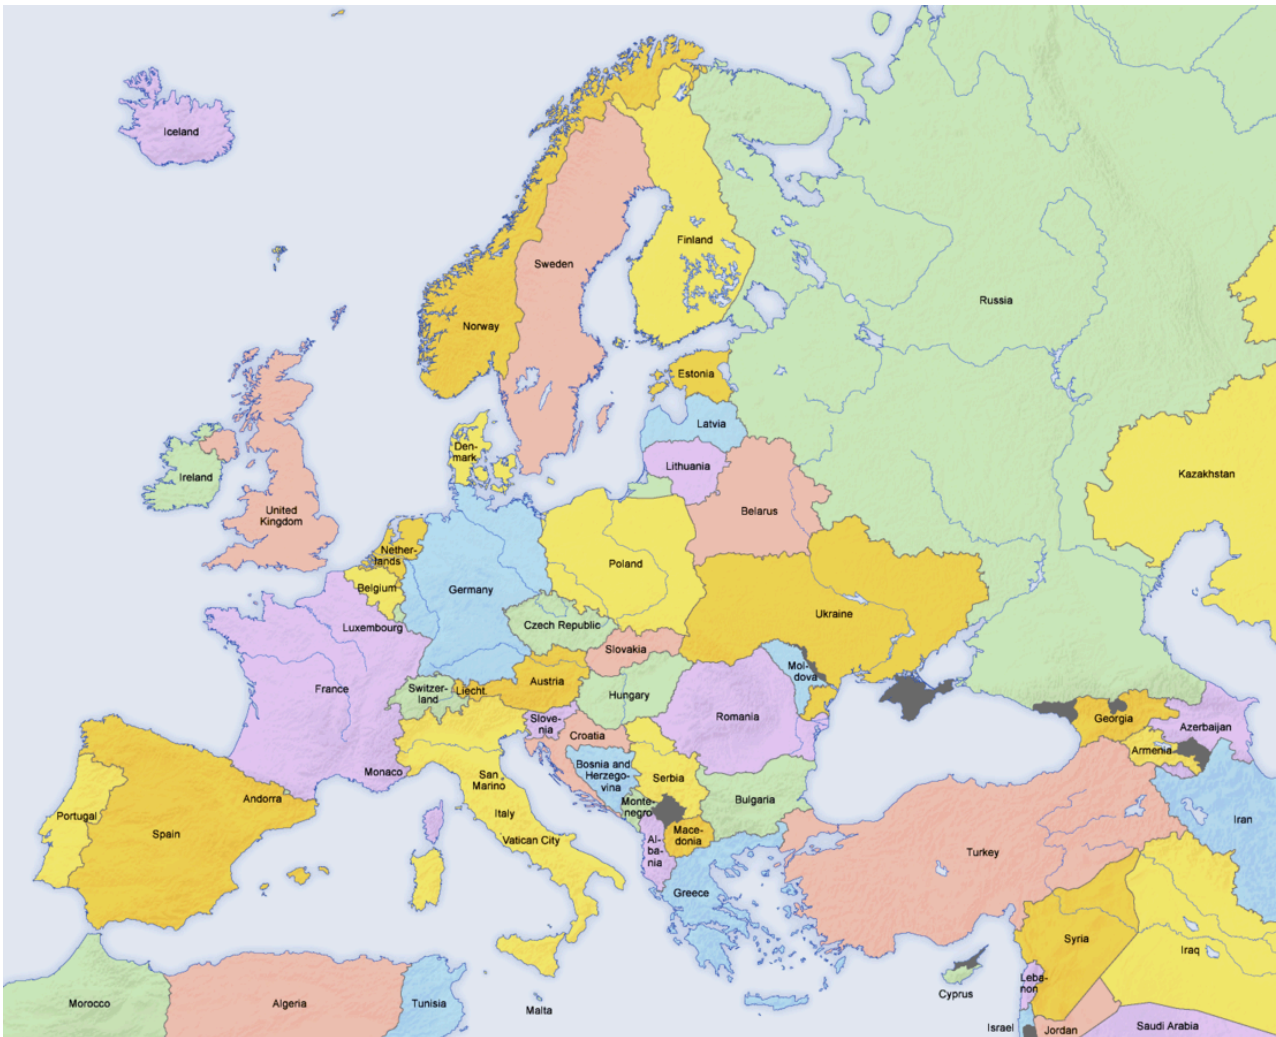 Iceland
Finland
Sweden
Russia
Norway
Estonia
Latvia
Den-
mark
Lithuania
Kazakhstan
Ireland
United
Kingdom
Belarus
Nether-
lands
Poland
Belgium
Germany
Ukraine
Czech Republic
Luxembourg
Slovakia
Mol-
dova
Austria
France
Switzer-
land
Liecht.
Hungary
Romania
Georgia
Slove-
nia
Azerbaijan
Croatia
Armenia
Bosnia and
Herzego-
vina
Monaco
San
Marino
Serbia
Andorra
Bulgaria
Monte-
negro
Portugal
Italy
Iran
Spain
Mace-
donia
Vatican City
Al-
ba-
nia
Turkey
Greece
Syria
Iraq
Leba-
non
Cyprus
Morocco
Algeria
Tunisia
Malta
Israel
Jordan
Saudi Arabia